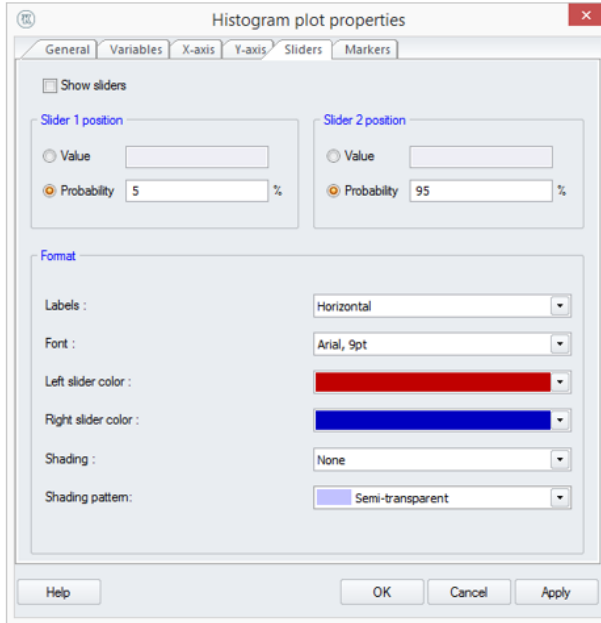 Histogram plot properties
General Variables X-axis Y-axis Sliders Markers
Show sliders
Slider 1 position Slider 2 position
Value Value
Probability 5 % Probability 95 %
Format
Labels : Horizontal
Font : Arial, 9pt
Left slider color :
Right slider color :
Shading : None
Shading pattern: Semi-transparent
Help OK Cancel Apply